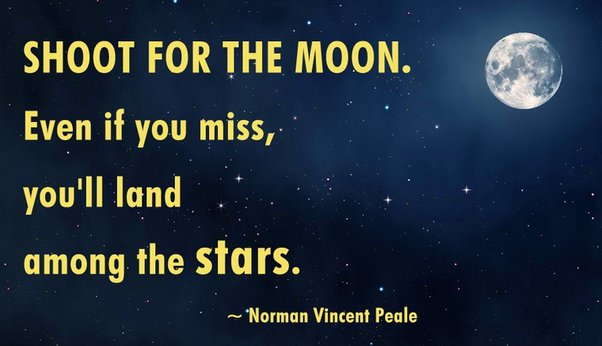 SHOOT FOR THE MOON.
Even if you miss,
you'll land
among the stars.
~ Norman Vincent Peale